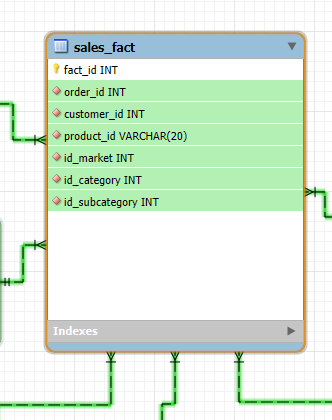 sales_fact
fact_id INT
order_id INT
customer_id INT
product_id VARCHAR(20)
id_market INT
id_category INT
id_subcategory INT
Indexes